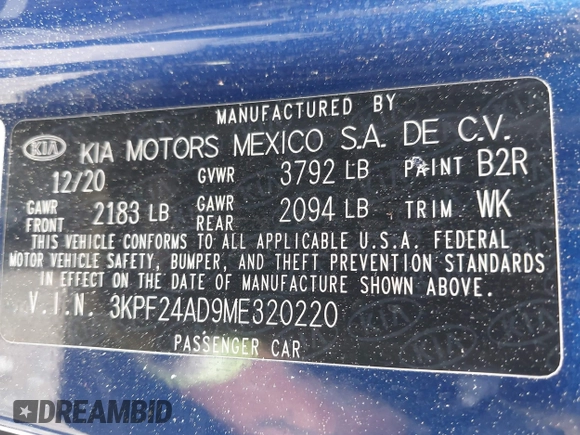 MANUFACTURED BY
KIA KIA MOTORS MEXICO S.A. DE C.V.
12/20 GVWR 3792 LB PAINT B2R
GAWR FRONT 2183 LB GAWR REAR 2094 LB TRIM WK
THIS VEHICLE CONFORMS TO ALL APPLICABLE U.S.A. FEDERAL
MOTOR VEHICLE SAFETY, BUMPER, AND THEFT PREVENTION STANDARDS
IN EFFECT ON THE DATE OF MANUFACTURE SHOWN ABOVE.
V.I.N. 3KPF24AD9ME320220
PASSENGER CAR
DREAMBID